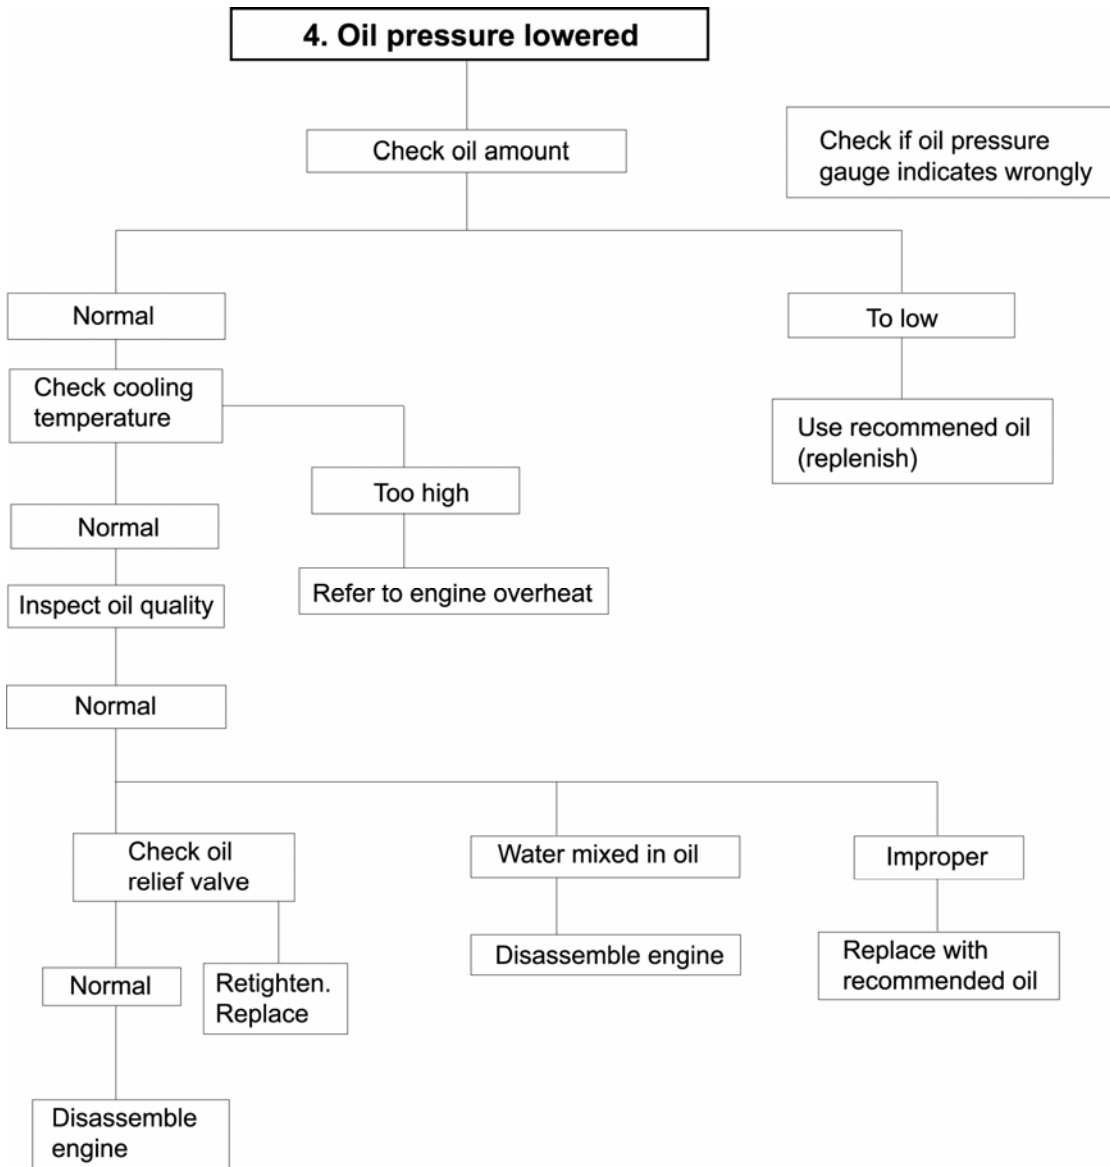 4. Oil pressure lowered
Check oil amount
Check if oil pressure
gauge indicates wrongly
Normal
To low
Check cooling
temperature
Use recommened oil
(replenish)
Too high
Normal
Refer to engine overheat
Inspect oil quality
Normal
Check oil
relief valve
Water mixed in oil
Improper
Disassemble engine
Replace with
recommended oil
Normal
Retighten.
Replace
Disassemble
engine